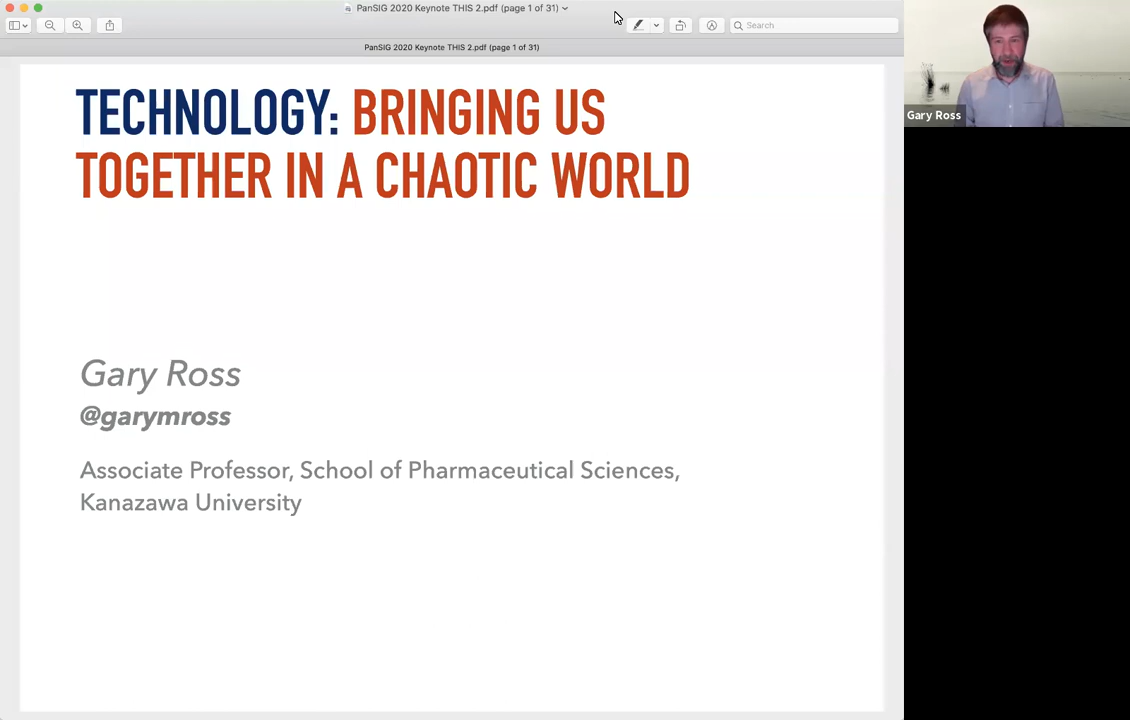 PanSIG 2020 Keynote THIS 2.pdf (page 1 of 31)
Search
PanSIG 2020 Keynote THIS 2.pdf (page 1 of 31)
TECHNOLOGY: BRINGING US
TOGETHER IN A CHAOTIC WORLD
Gary Ross
@garymross
Associate Professor, School of Pharmaceutical Sciences,
Kanazawa University
Gary Ross